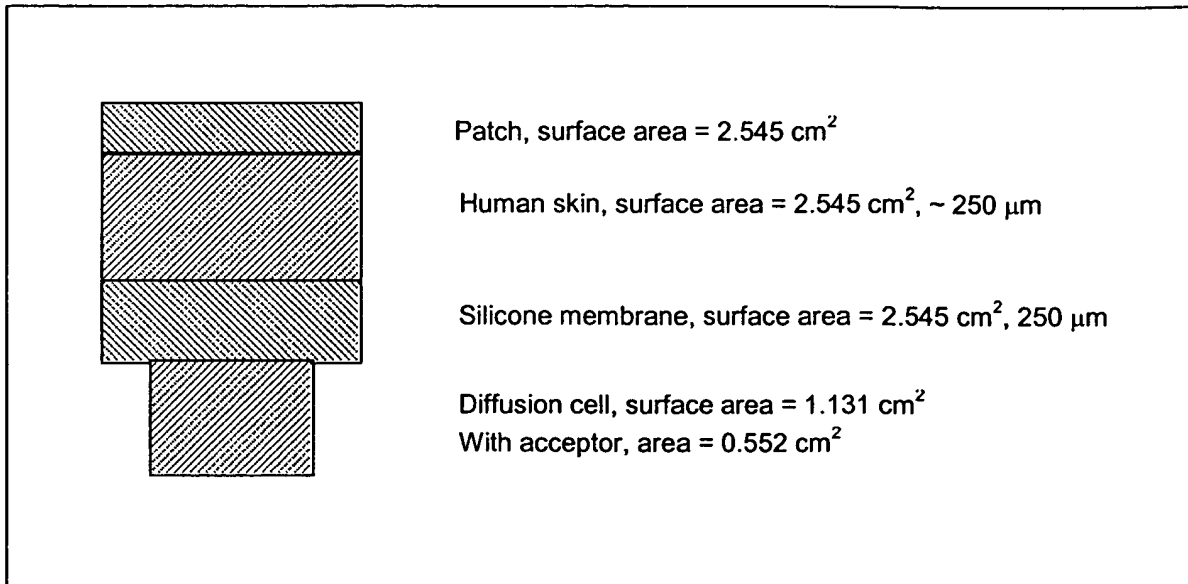 Patch, surface area = 2.545 cm²
Human skin, surface area = 2.545 cm², ~ 250 μm
Silicone membrane, surface area = 2.545 cm², 250 μm
Diffusion cell, surface area = 1.131 cm²
With acceptor, area = 0.552 cm²